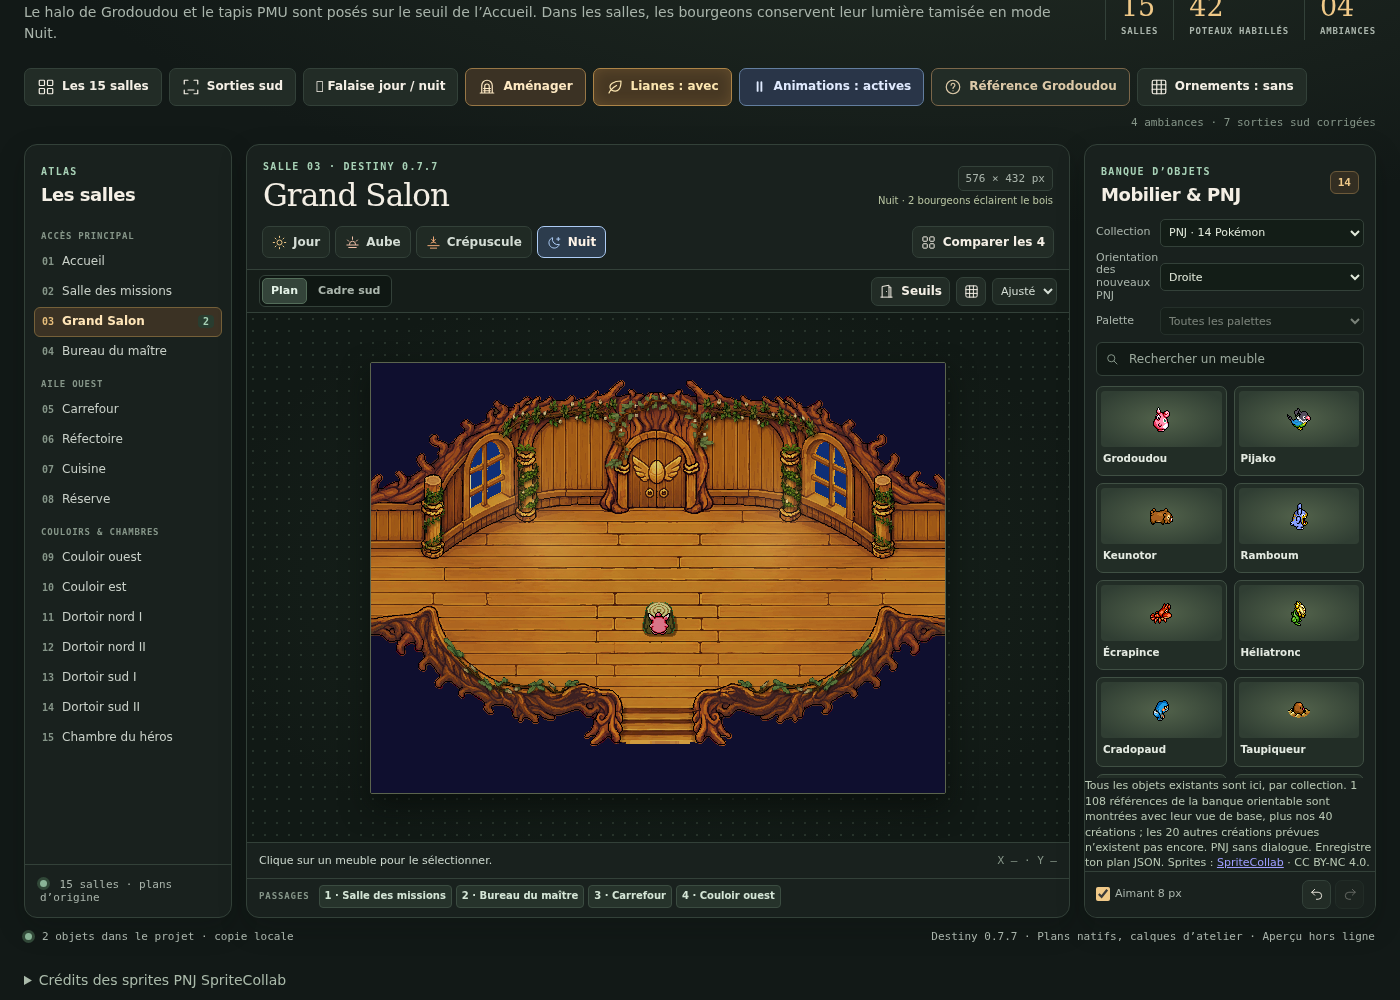 Le halo de Grodoudou et le tapis PMU sont posés sur le seuil de l’Accueil. Dans les salles, les bourgeons conservent leur lumière tamisée en mode
Nuit.
15
SALLES
42
POTEAUX HABILLÉS
04
AMBIANCES
Les 15 salles
Sorties sud
Falaise jour / nuit
Aménager
Lianes : avec
Animations : actives
Référence Grodoudou
Ornements : sans
4 ambiances · 7 sorties sud corrigées
ATLAS
Les salles
ACCÈS PRINCIPAL
01 Accueil
02 Salle des missions
03 Grand Salon 2
04 Bureau du maître
AILE OUEST
05 Carrefour
06 Réfectoire
07 Cuisine
08 Réserve
COULOIRS & CHAMBRES
09 Couloir ouest
10 Couloir est
11 Dortoir nord I
12 Dortoir nord II
13 Dortoir sud I
14 Dortoir sud II
15 Chambre du héros
15 salles · plans
d’origine
SALLE 03 · DESTINY 0.7.7
Grand Salon
576 × 432 px
Nuit · 2 bourgeons éclairent le bois
Jour
Aube
Crépuscule
Nuit
Comparer les 4
Plan
Cadre sud
Seuils
Ajusté
Clique sur un meuble pour le sélectionner.
X — · Y —
PASSAGES
1 · Salle des missions
2 · Bureau du maître
3 · Carrefour
4 · Couloir ouest
BANQUE D’OBJETS
Mobilier & PNJ
14
Collection
PNJ · 14 Pokémon
Orientation
des
nouveaux
PNJ
Droite
Palette
Toutes les palettes
Rechercher un meuble
Grodoudou
Pijako
Keunotor
Ramboum
Écrapince
Héliatronc
Cradopaud
Taupiqueur
Tous les objets existants sont ici, par collection. 1
108 références de la banque orientable sont
montrées avec leur vue de base, plus nos 40
créations ; les 20 autres créations prévues
n’existent pas encore. PNJ sans dialogue. Enregistre
ton plan JSON. Sprites : SpriteCollab · CC BY-NC 4.0.
Aimant 8 px
2 objets dans le projet · copie locale
Destiny 0.7.7 · Plans natifs, calques d’atelier · Aperçu hors ligne
Crédits des sprites PNJ SpriteCollab